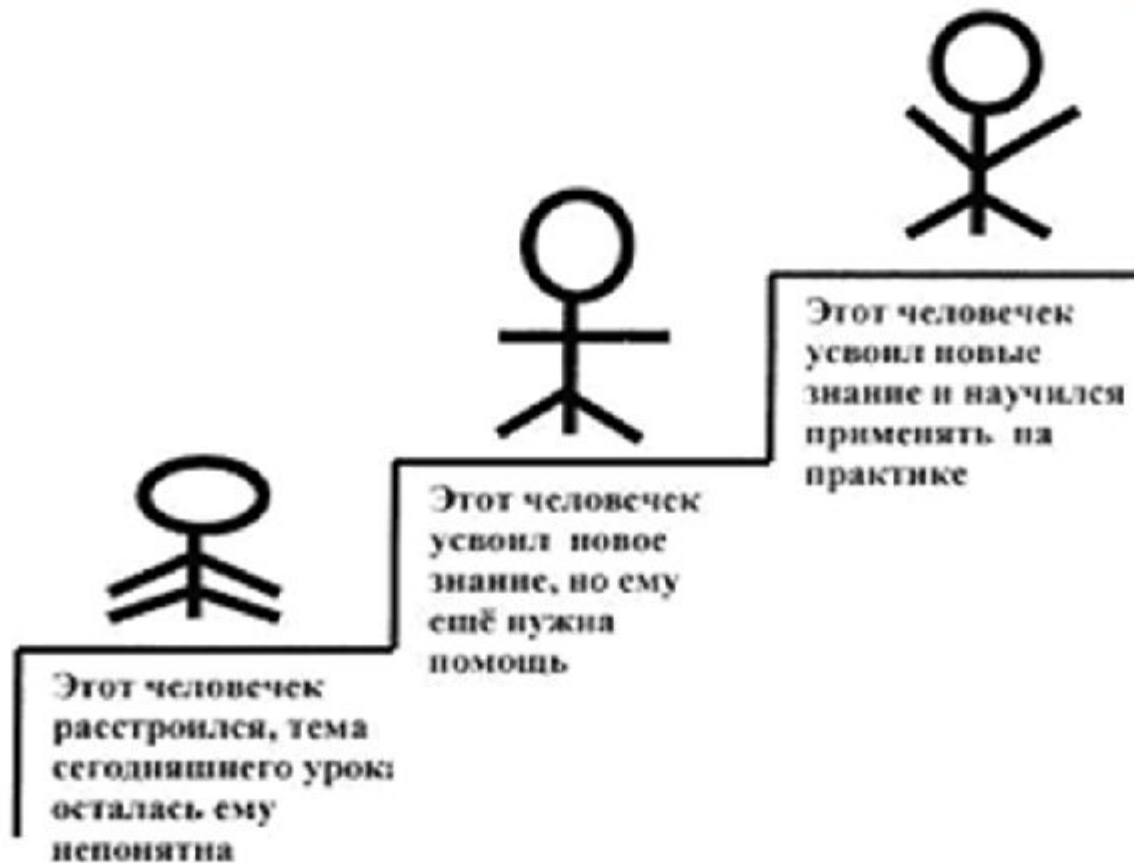 Этот человечек
усвоил новые
знание и научился
применять на
практике
Этот человечек
усвоил новое
знание, но ему
ещё нужна
помощь
Этот человечек
расстроился, тема
сегодняшнего урока
осталась ему
непонятна